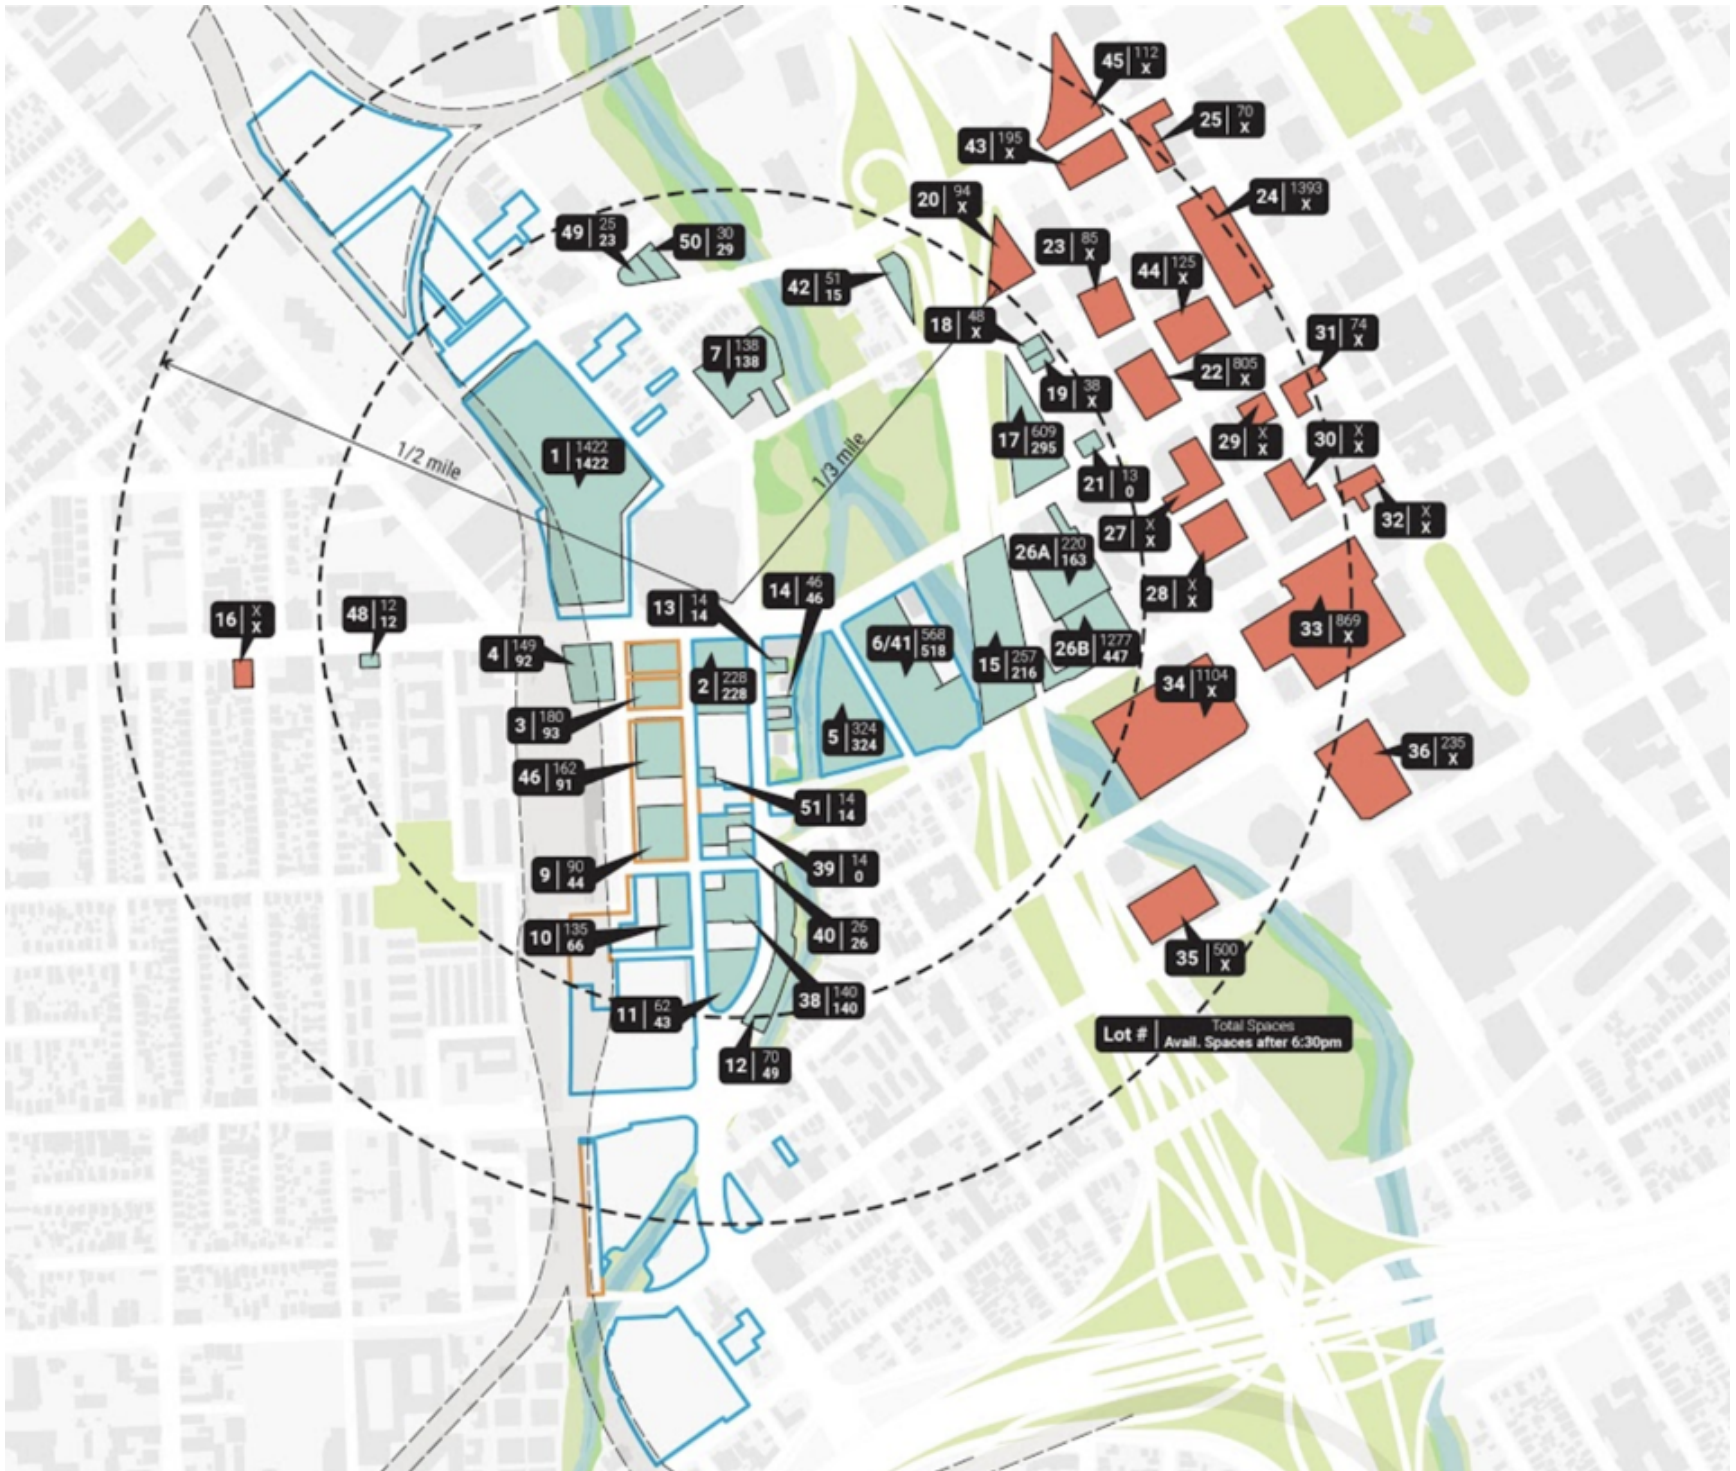 45 | 112
X
25 | 70
X
43 | 195
X
24 | 1393
X
20 | 94
X
49 | 25
23
50 | 30
29
23 | 85
X
44 | 125
X
42 | 51
15
18 | 48
X
31 | 74
X
7 | 138
138
22 | 805
X
19 | 38
X
17 | 609
295
29 | X
X
30 | X
X
1 | 1422
1422
1/2 mile
1/3 mile
21 | 13
0
32 | X
X
27 | X
X
26A | 220
163
28 | X
X
14 | 46
46
13 | 14
14
16 | X
X
48 | 12
12
33 | 869
X
6/41 | 568
518
26B | 1277
447
4 | 149
92
15 | 257
216
2 | 228
228
34 | 1104
X
3 | 180
93
5 | 324
324
36 | 235
X
46 | 162
91
51 | 14
14
9 | 90
44
39 | 14
0
10 | 135
66
40 | 26
26
35 | 500
X
38 | 140
140
11 | 62
43
Lot # | Total Spaces
Avail. Spaces after 6:30pm
12 | 70
49